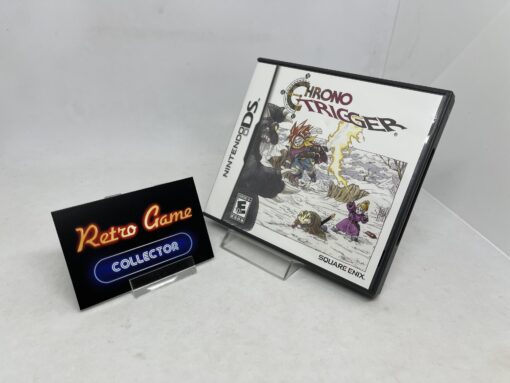 Retro Game
COLLECTOR
NINTENDO DS
CHRONO
TRIGGER
E
SQUARE ENIX